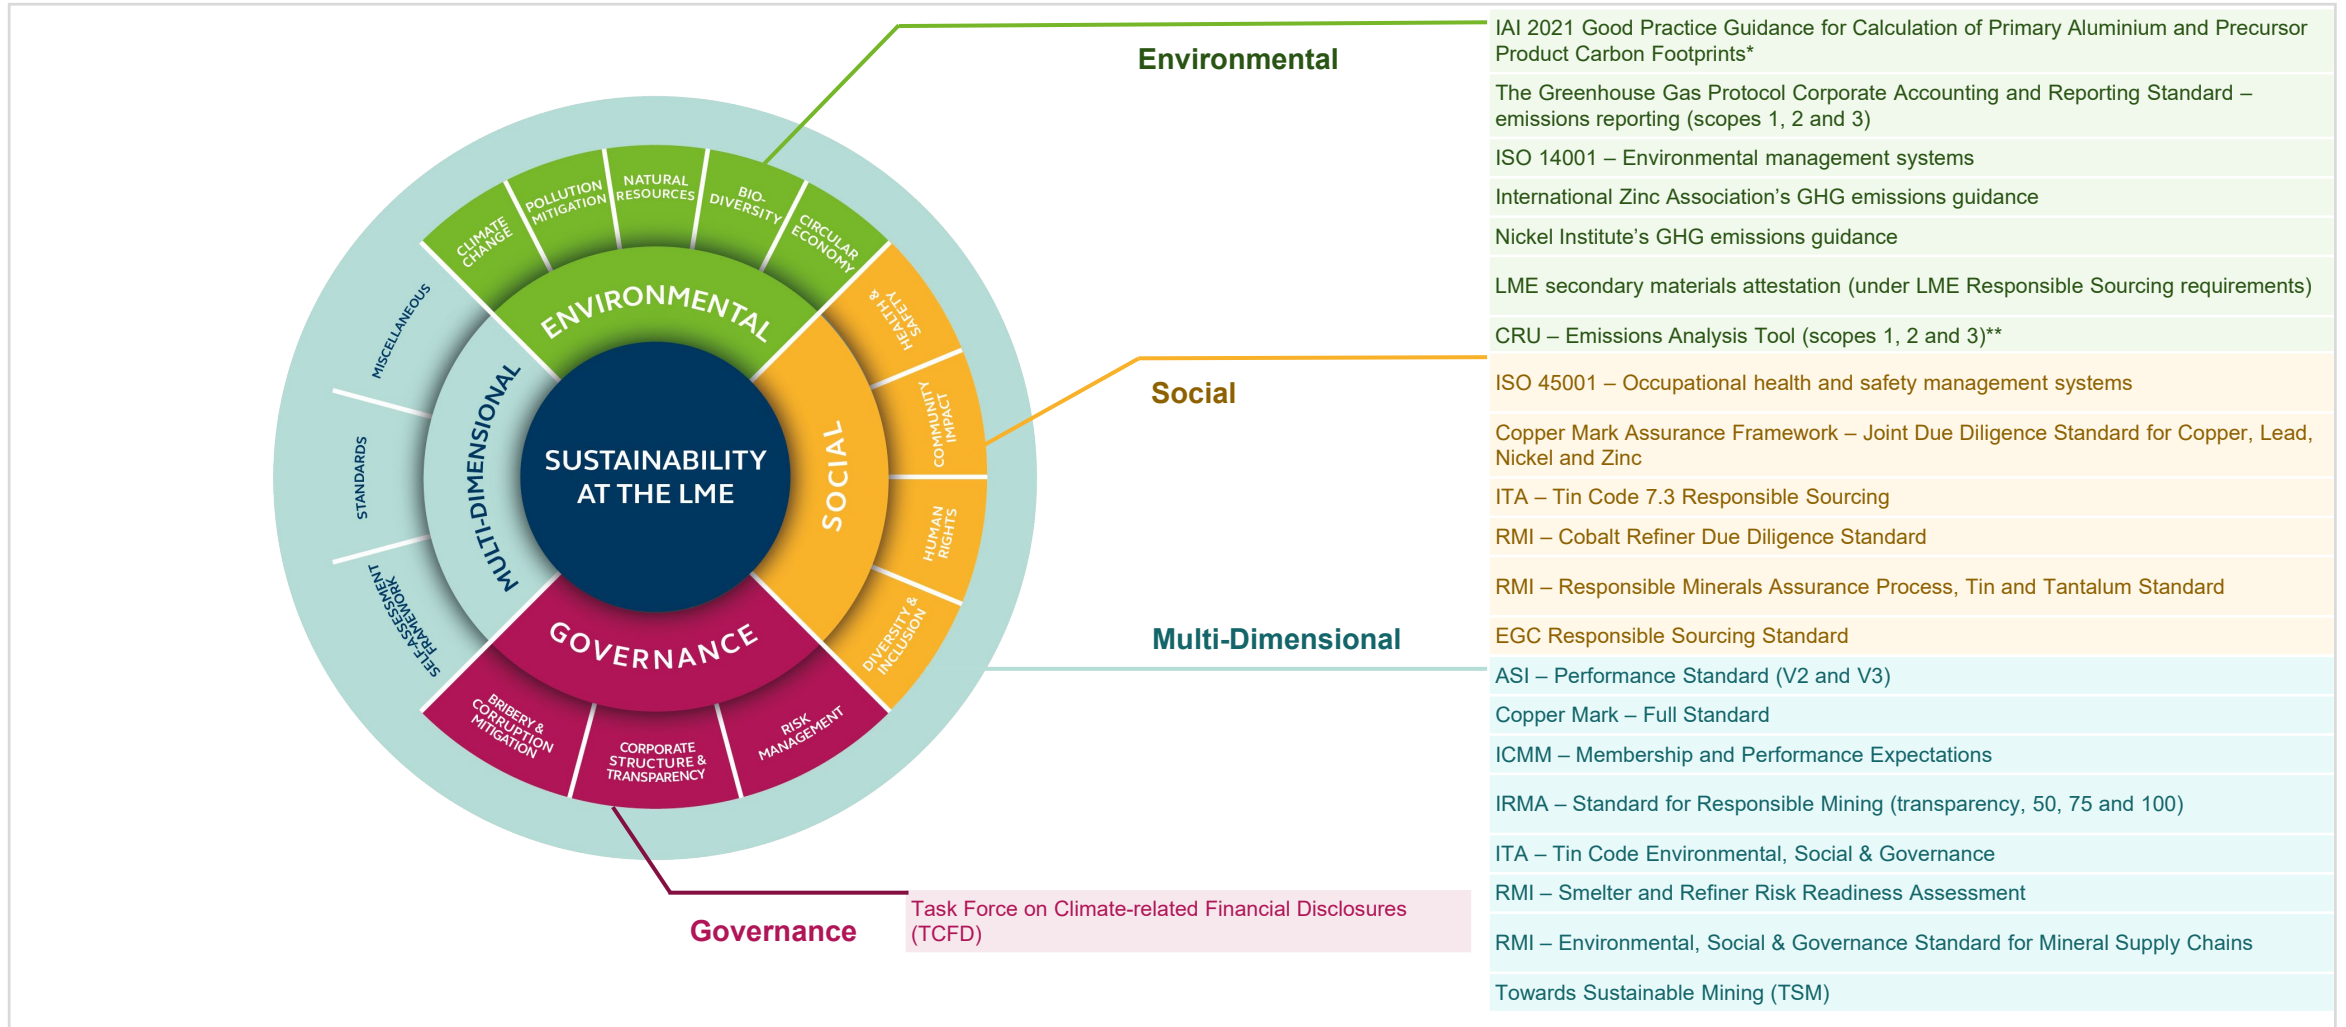 Environmental
IAI 2021 Good Practice Guidance for Calculation of Primary Aluminium and Precursor
Product Carbon Footprints*
The Greenhouse Gas Protocol Corporate Accounting and Reporting Standard –
emissions reporting (scopes 1, 2 and 3)
ISO 14001 – Environmental management systems
International Zinc Association’s GHG emissions guidance
Nickel Institute’s GHG emissions guidance
LME secondary materials attestation (under LME Responsible Sourcing requirements)
CRU – Emissions Analysis Tool (scopes 1, 2 and 3)**
Social
ISO 45001 – Occupational health and safety management systems
Copper Mark Assurance Framework – Joint Due Diligence Standard for Copper, Lead,
Nickel and Zinc
ITA – Tin Code 7.3 Responsible Sourcing
RMI – Cobalt Refiner Due Diligence Standard
RMI – Responsible Minerals Assurance Process, Tin and Tantalum Standard
EGC Responsible Sourcing Standard
Multi-Dimensional
ASI – Performance Standard (V2 and V3)
Copper Mark – Full Standard
ICMM – Membership and Performance Expectations
IRMA – Standard for Responsible Mining (transparency, 50, 75 and 100)
ITA – Tin Code Environmental, Social & Governance
RMI – Smelter and Refiner Risk Readiness Assessment
RMI – Environmental, Social & Governance Standard for Mineral Supply Chains
Towards Sustainable Mining (TSM)
Governance
Task Force on Climate-related Financial Disclosures
(TCFD)
SUSTAINABILITY
AT THE LME
ENVIRONMENTAL
CLIMATE
CHANGE
POLLUTION
MITIGATION
NATURAL
RESOURCES
BIO-
DIVERSITY
CIRCULAR
ECONOMY
SOCIAL
HEALTH &
SAFETY
COMMUNITY
IMPACT
HUMAN
RIGHTS
DIVERSITY &
INCLUSION
GOVERNANCE
RISK
MANAGEMENT
CORPORATE
STRUCTURE &
TRANSPARENCY
BRIBERY &
CORRUPTION
MITIGATION
MULTI-DIMENSIONAL
SELF-ASSESSMENT
FRAMEWORK
STANDARDS
MISCELLANEOUS